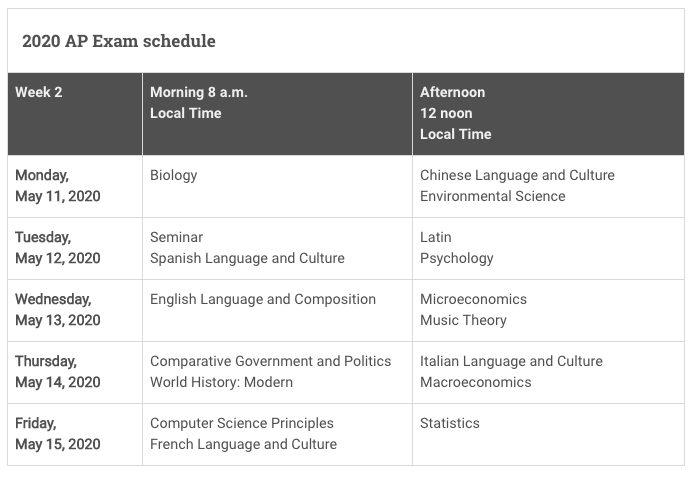 2020 AP Exam schedule
Week 2
Morning 8 a.m.
Local Time
Afternoon
12 noon
Local Time
Monday,
May 11, 2020
Biology
Chinese Language and Culture
Environmental Science
Tuesday,
May 12, 2020
Seminar
Spanish Language and Culture
Latin
Psychology
Wednesday,
May 13, 2020
English Language and Composition
Microeconomics
Music Theory
Thursday,
May 14, 2020
Comparative Government and Politics
World History: Modern
Italian Language and Culture
Macroeconomics
Friday,
May 15, 2020
Computer Science Principles
French Language and Culture
Statistics